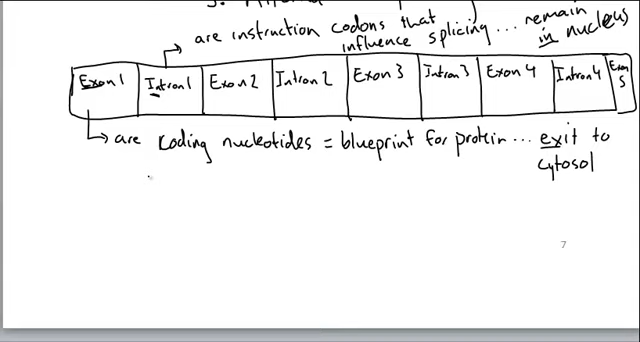 are instruction codons that
influence splicing ... remain
in nucleus
Exon 1 Intron 1 Exon 2 Intron 2 Exon 3 Intron 3 Exon 4 Intron 4 Exon 5
are coding nucleotides = blueprint for protein ... exit to
cytosol
7